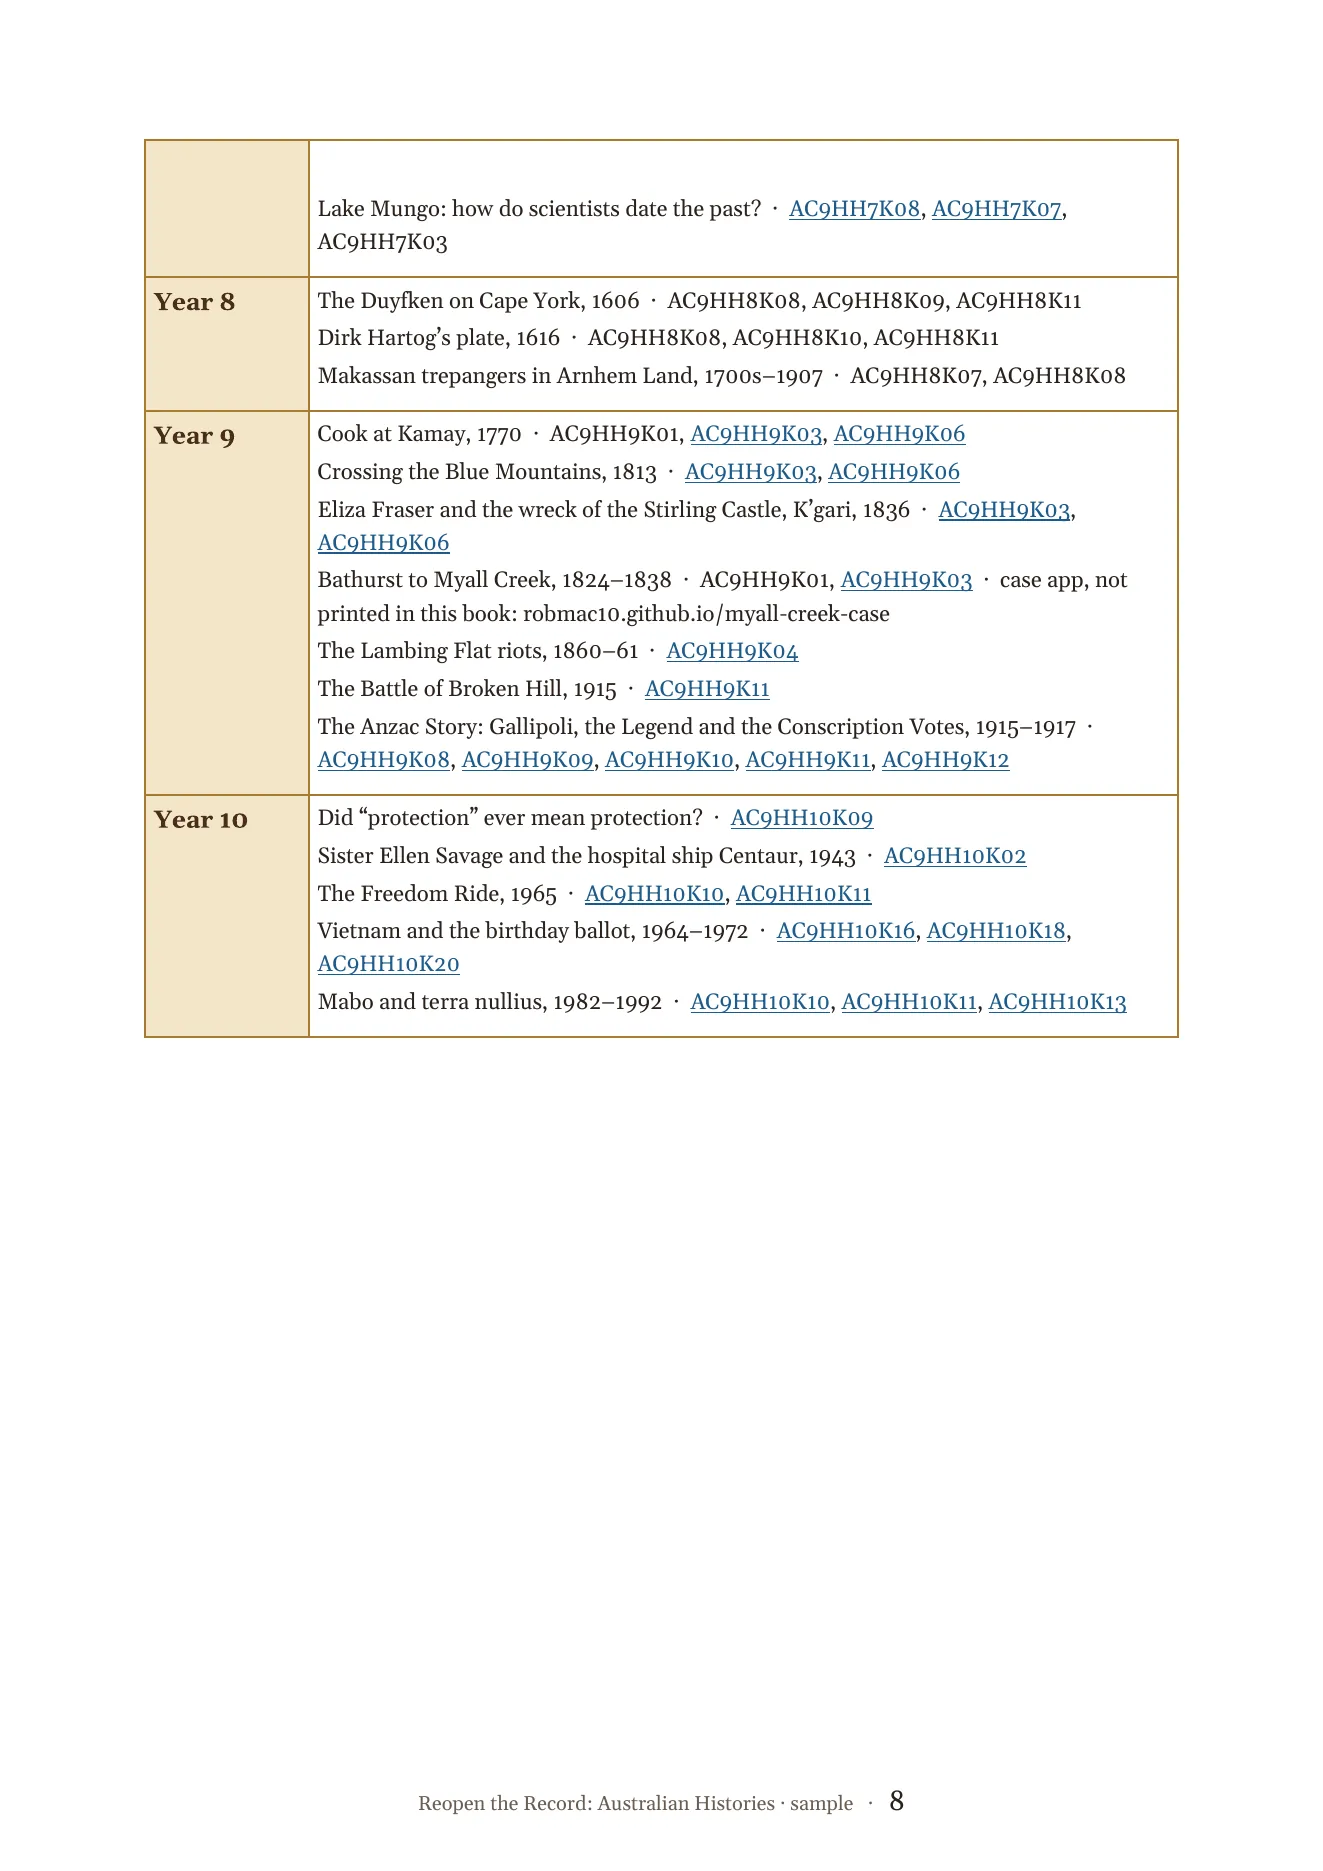 Lake Mungo: how do scientists date the past? · AC9HH7K08, AC9HH7K07,
AC9HH7K03
Year 8
The Duyfken on Cape York, 1606 · AC9HH8K08, AC9HH8K09, AC9HH8K11
Dirk Hartog’s plate, 1616 · AC9HH8K08, AC9HH8K10, AC9HH8K11
Makassan trepangers in Arnhem Land, 1700s–1907 · AC9HH8K07, AC9HH8K08
Year 9
Cook at Kamay, 1770 · AC9HH9K01, AC9HH9K03, AC9HH9K06
Crossing the Blue Mountains, 1813 · AC9HH9K03, AC9HH9K06
Eliza Fraser and the wreck of the Stirling Castle, K’gari, 1836 · AC9HH9K03,
AC9HH9K06
Bathurst to Myall Creek, 1824–1838 · AC9HH9K01, AC9HH9K03 · case app, not
printed in this book: robmac10.github.io/myall-creek-case
The Lambing Flat riots, 1860–61 · AC9HH9K04
The Battle of Broken Hill, 1915 · AC9HH9K11
The Anzac Story: Gallipoli, the Legend and the Conscription Votes, 1915–1917 ·
AC9HH9K08, AC9HH9K09, AC9HH9K10, AC9HH9K11, AC9HH9K12
Year 10
Did “protection” ever mean protection? · AC9HH10K09
Sister Ellen Savage and the hospital ship Centaur, 1943 · AC9HH10K02
The Freedom Ride, 1965 · AC9HH10K10, AC9HH10K11
Vietnam and the birthday ballot, 1964–1972 · AC9HH10K16, AC9HH10K18,
AC9HH10K20
Mabo and terra nullius, 1982–1992 · AC9HH10K10, AC9HH10K11, AC9HH10K13
Reopen the Record: Australian Histories · sample · 8